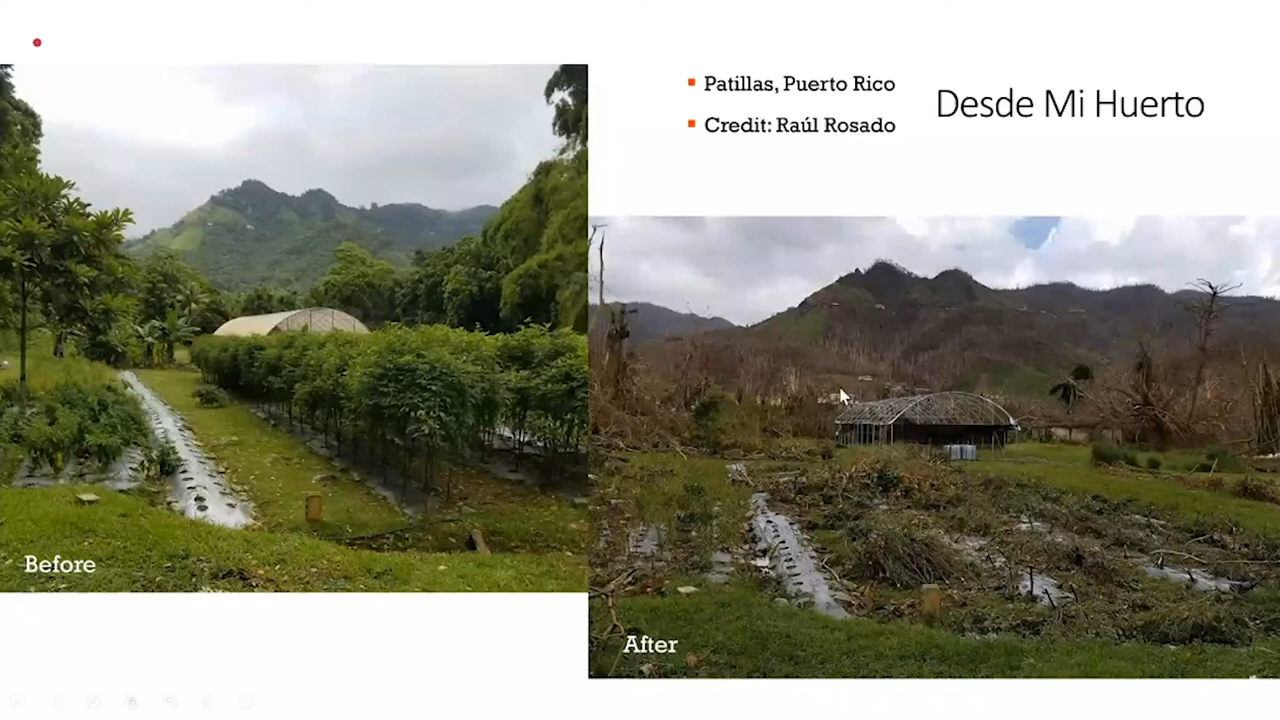 Patillas, Puerto Rico
Credit: Raúl Rosado
Desde Mi Huerto
Before
After